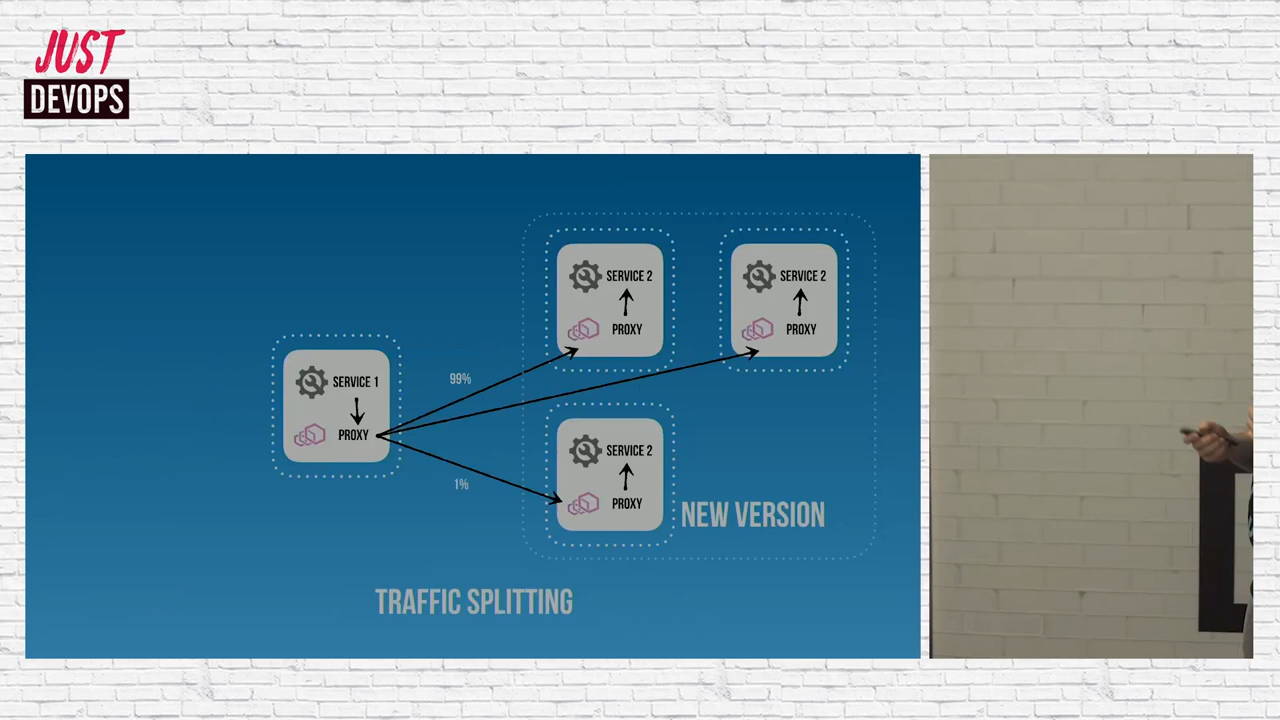 JUST
DEVOPS
SERVICE 2
PROXY
SERVICE 2
PROXY
SERVICE 1
PROXY
99%
1%
SERVICE 2
PROXY
NEW VERSION
TRAFFIC SPLITTING